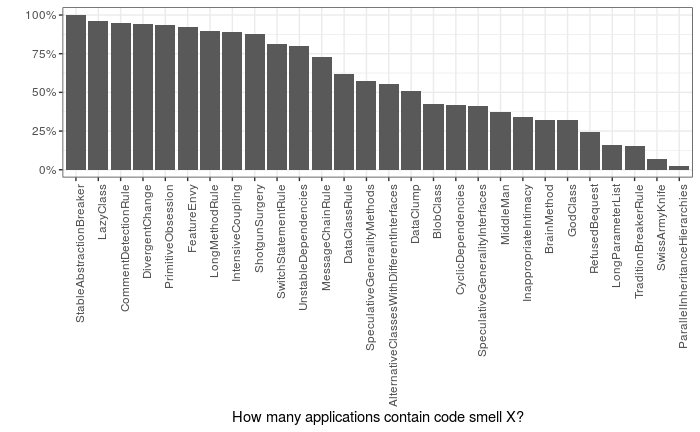 100%
75%
50%
25%
0%
StableAbstractionBreaker
LazyClass
CommentDetectionRule
DivergentChange
PrimitiveObsession
FeatureEnvy
LongMethodRule
IntensiveCoupling
ShotgunSurgery
SwitchStatementRule
UnstableDependencies
MessageChainRule
DataClassRule
SpeculativeGeneralityMethods
AlternativeClassesWithDifferentInterfaces
DataClump
BlobClass
CyclicDependencies
SpeculativeGeneralityInterfaces
MiddleMan
InappropriateIntimacy
BrainMethod
GodClass
RefusedBequest
LongParameterList
TraditionBreakerRule
SwissArmyKnife
ParallelInheritanceHierarchies
How many applications contain code smell X?